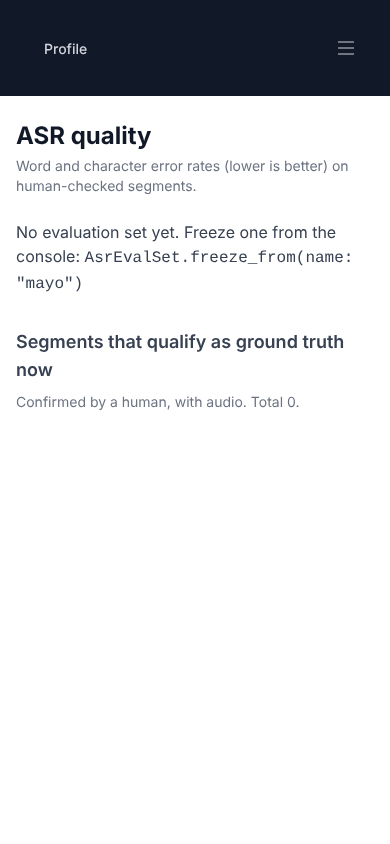 Profile
ASR quality
Word and character error rates (lower is better) on
human-checked segments.
No evaluation set yet. Freeze one from the
console: AsrEvalSet.freeze_from(name:
"mayo")
Segments that qualify as ground truth
now
Confirmed by a human, with audio. Total 0.